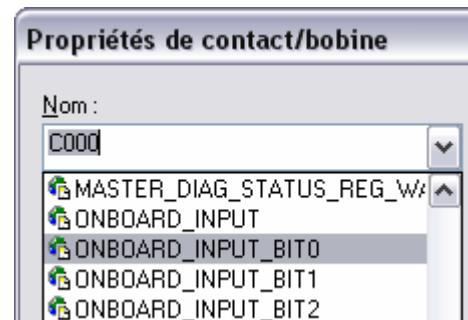 Propriétés de contact/bobine
Nom :
C000
MASTER_DIAG_STATUS_REG_WA
ONBOARD_INPUT
ONBOARD_INPUT_BIT0
ONBOARD_INPUT_BIT1
ONBOARD_INPUT_BIT2